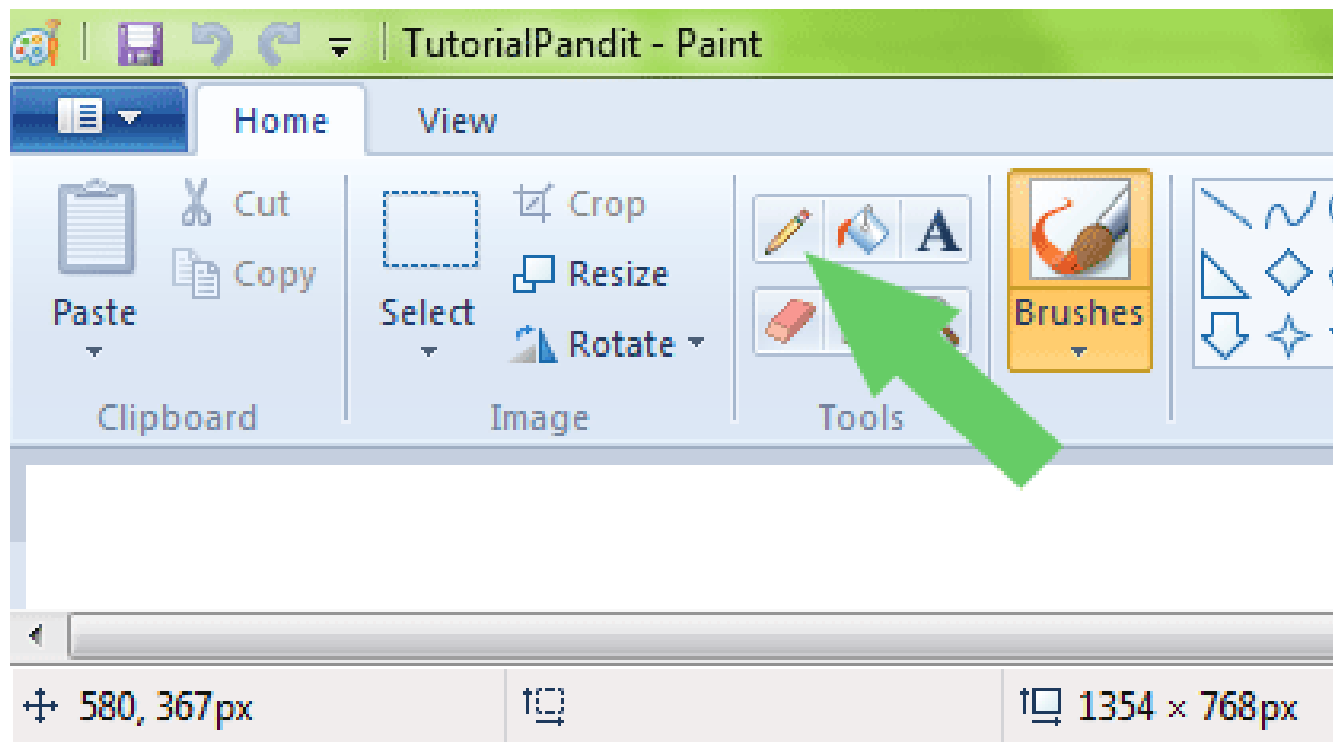 TutorialPandit - Paint
Home View
Cut
Copy
Paste
Clipboard
Select
Crop
Resize
Rotate
Image
A
Tools
Brushes
580, 367px
1354 × 768px